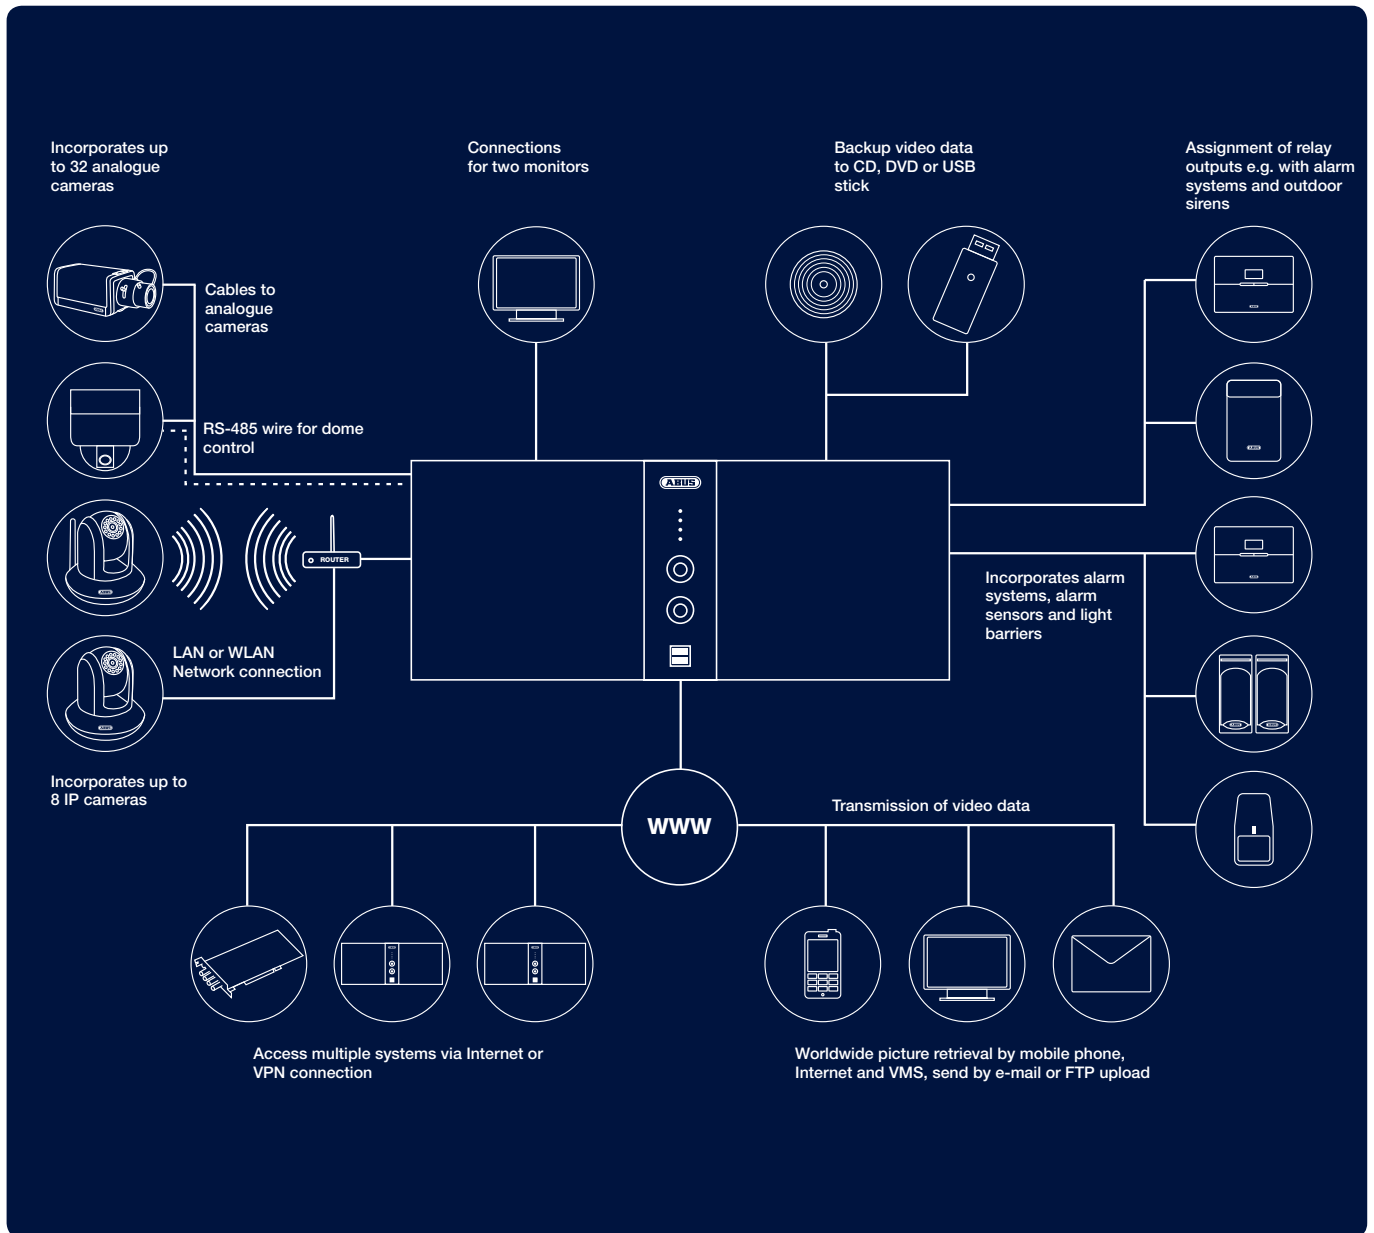 Incorporates up
to 32 analogue
cameras
Connections
for two monitors
Backup video data
to CD, DVD or USB
stick
Assignment of relay
outputs e.g. with alarm
systems and outdoor
sirens
Cables to
analogue
cameras
RS-485 wire for dome
control
ABUS
ROUTER
LAN or WLAN
Network connection
Incorporates alarm
systems, alarm
sensors and light
barriers
Incorporates up to
8 IP cameras
WWW
Transmission of video data
Access multiple systems via Internet or
VPN connection
Worldwide picture retrieval by mobile phone,
Internet and VMS, send by e-mail or FTP upload